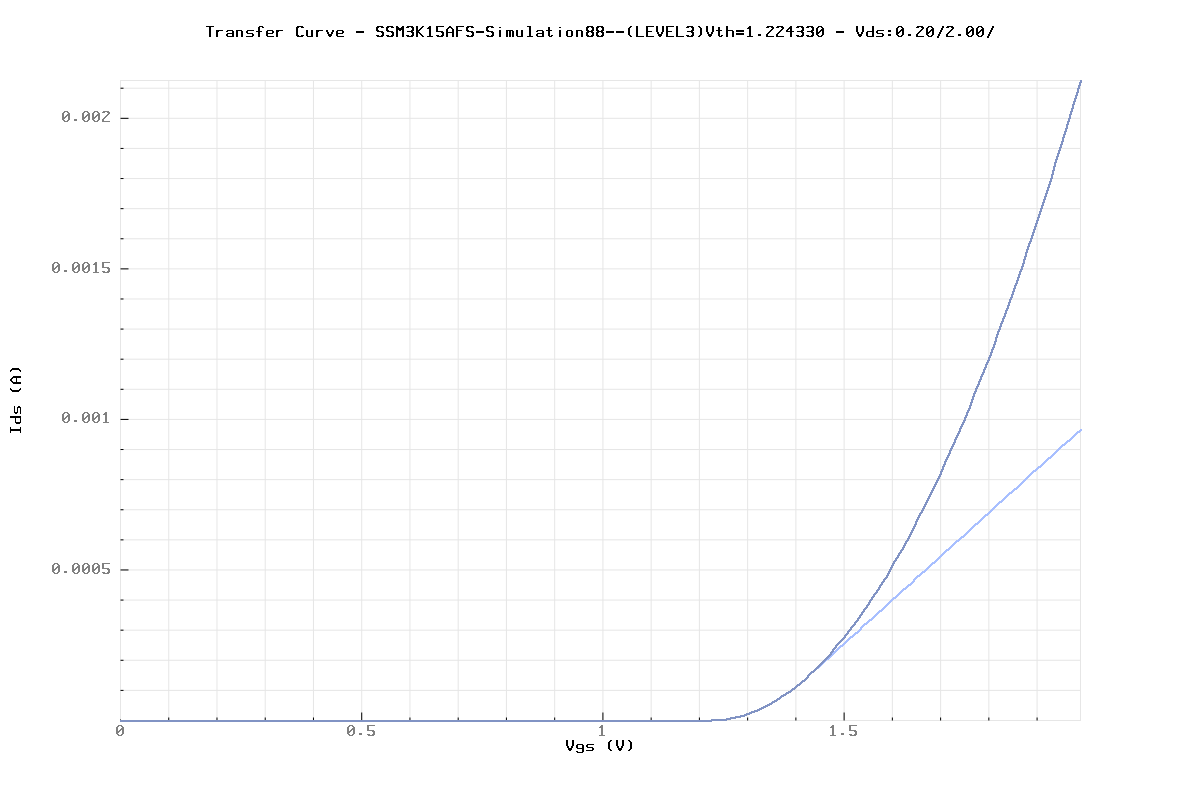 Transfer Curve - SSM3K15AFS-Simulation88--(LEVEL3)Vth=1.224330 - Vds:0.20/2.00/
0.002
0.0015
0.001
0.0005
Ids (A)
0 0.5 1 1.5
Vgs (V)